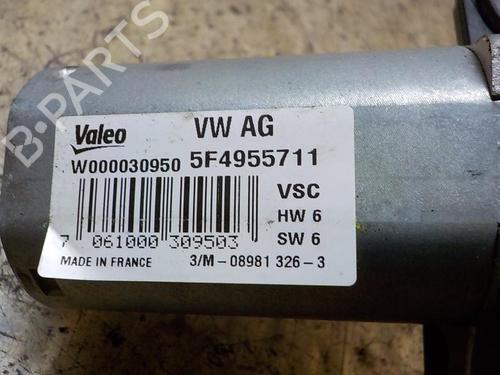 Valeo
VW AG
W000030950 5F4955711
VSC
HW 6
SW 6
7 061000 309503
MADE IN FRANCE
3/M-08981 326-3
B-PARTS
B-PARTS